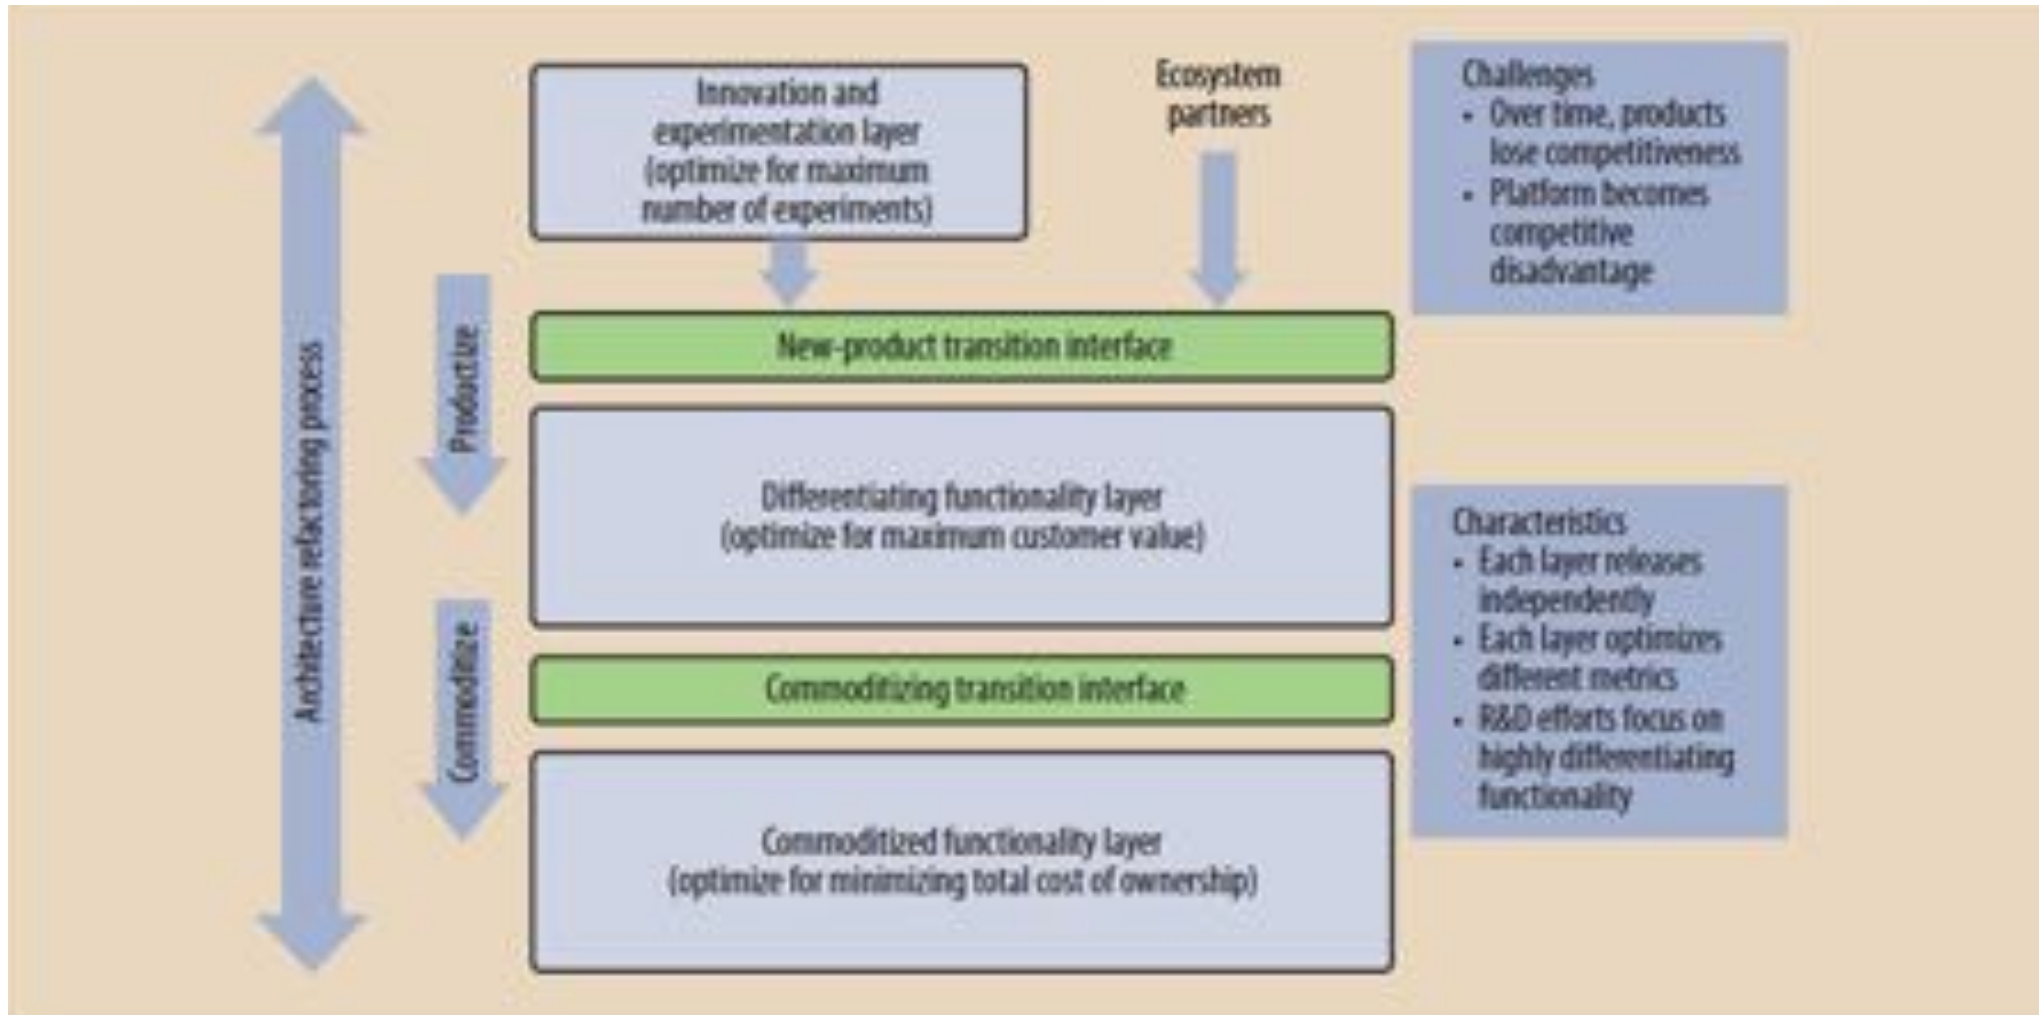 Architecture refactoring process
Productize
Commoditize
Innovation and
experimentation layer
(optimize for maximum
number of experiments)
Ecosystem
partners
New-product transition interface
Differentiating functionality layer
(optimize for maximum customer value)
Commoditizing transition interface
Commoditized functionality layer
(optimize for minimizing total cost of ownership)
Challenges
• Over time, products
lose competitiveness
• Platform becomes
competitive
disadvantage
Characteristics
• Each layer releases
independently
• Each layer optimizes
different metrics
• R&D efforts focus on
highly differentiating
functionality